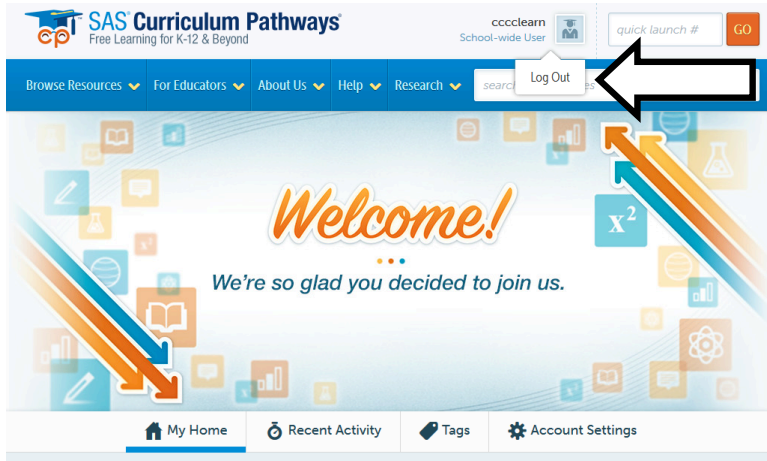 SAS® Curriculum Pathways®
Free Learning for K-12 & Beyond
cccclearn
School-wide User
quick launch #
GO
Browse Resources
For Educators
About Us
Help
Research
Log Out
Welcome!
We're so glad you decided to join us.
x²
x²
x²
My Home
Recent Activity
Tags
Account Settings